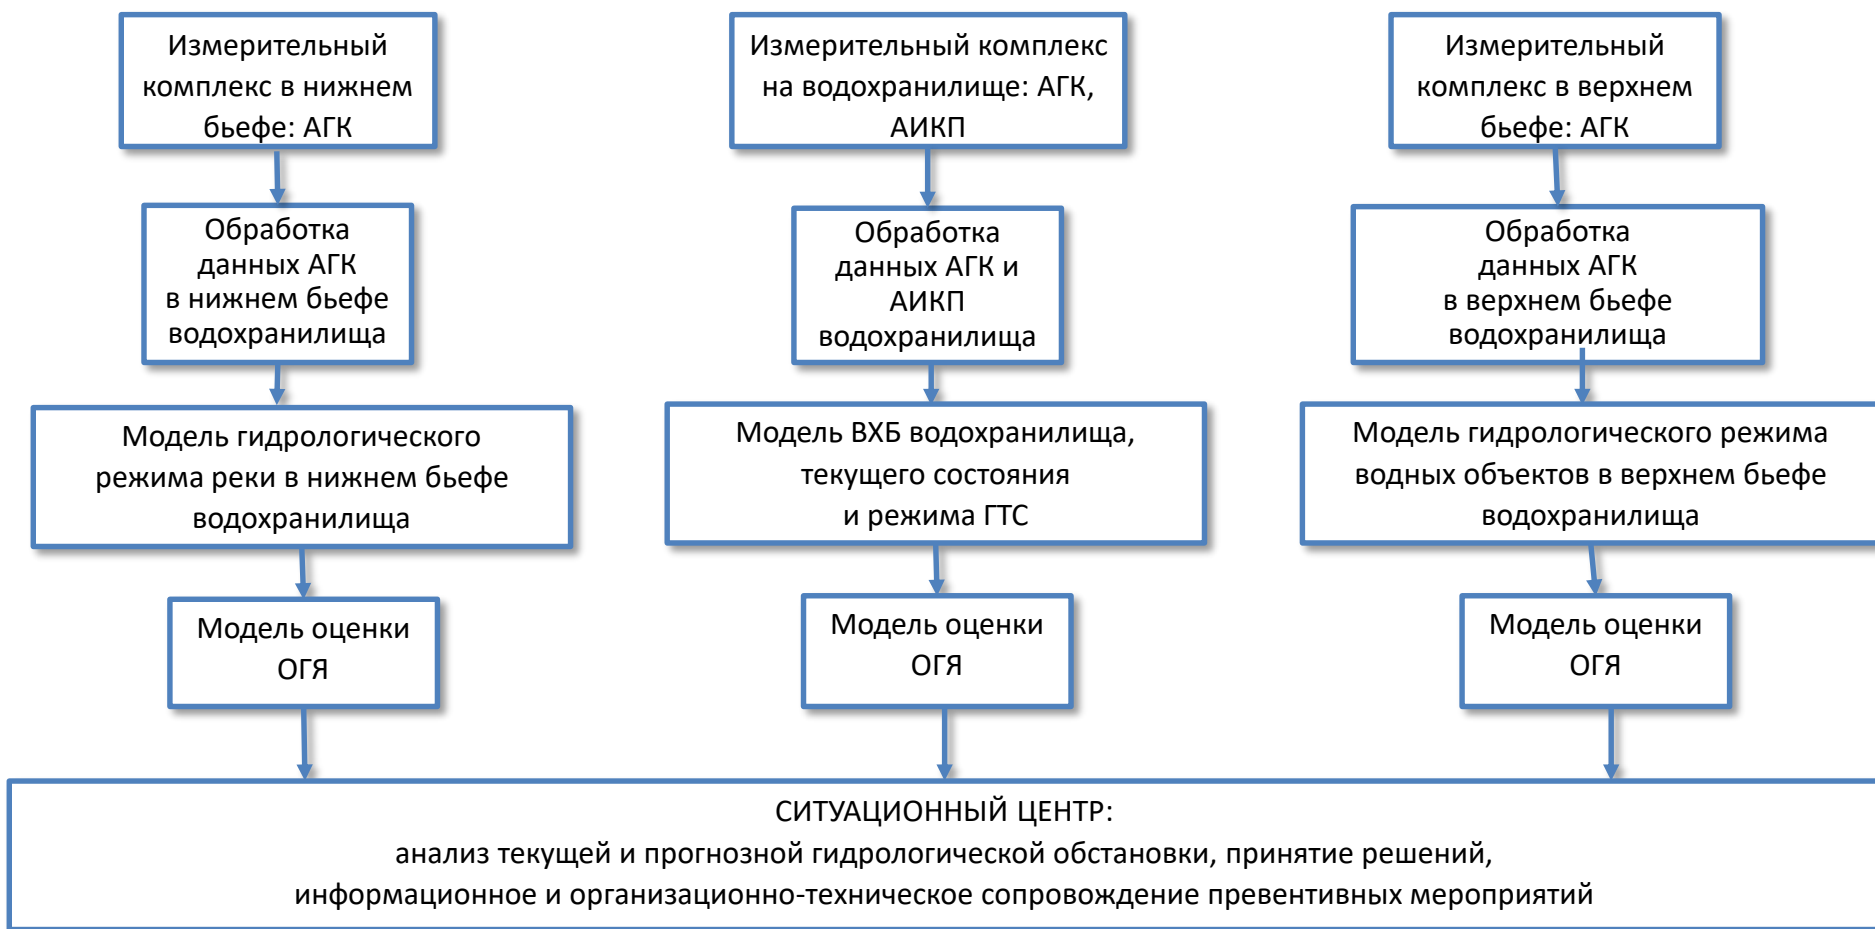 Измерительный
комплекс в нижнем
бьефе: АГК
Измерительный комплекс
на водохранилище: АГК,
АИКП
Измерительный
комплекс в верхнем
бьефе: АГК
Обработка
данных АГК
в нижнем бьефе
водохранилища
Обработка
данных АГК и
АИКП
водохранилища
Обработка
данных АГК
в верхнем бьефе
водохранилища
Модель гидрологического
режима реки в нижнем бьефе
водохранилища
Модель ВХБ водохранилища,
текущего состояния
и режима ГТС
Модель гидрологического режима
водных объектов в верхнем бьефе
водохранилища
Модель оценки
ОГЯ
Модель оценки
ОГЯ
Модель оценки
ОГЯ
СИТУАЦИОННЫЙ ЦЕНТР:
анализ текущей и прогнозной гидрологической обстановки, принятие решений,
информационное и организационно-техническое сопровождение превентивных мероприятий